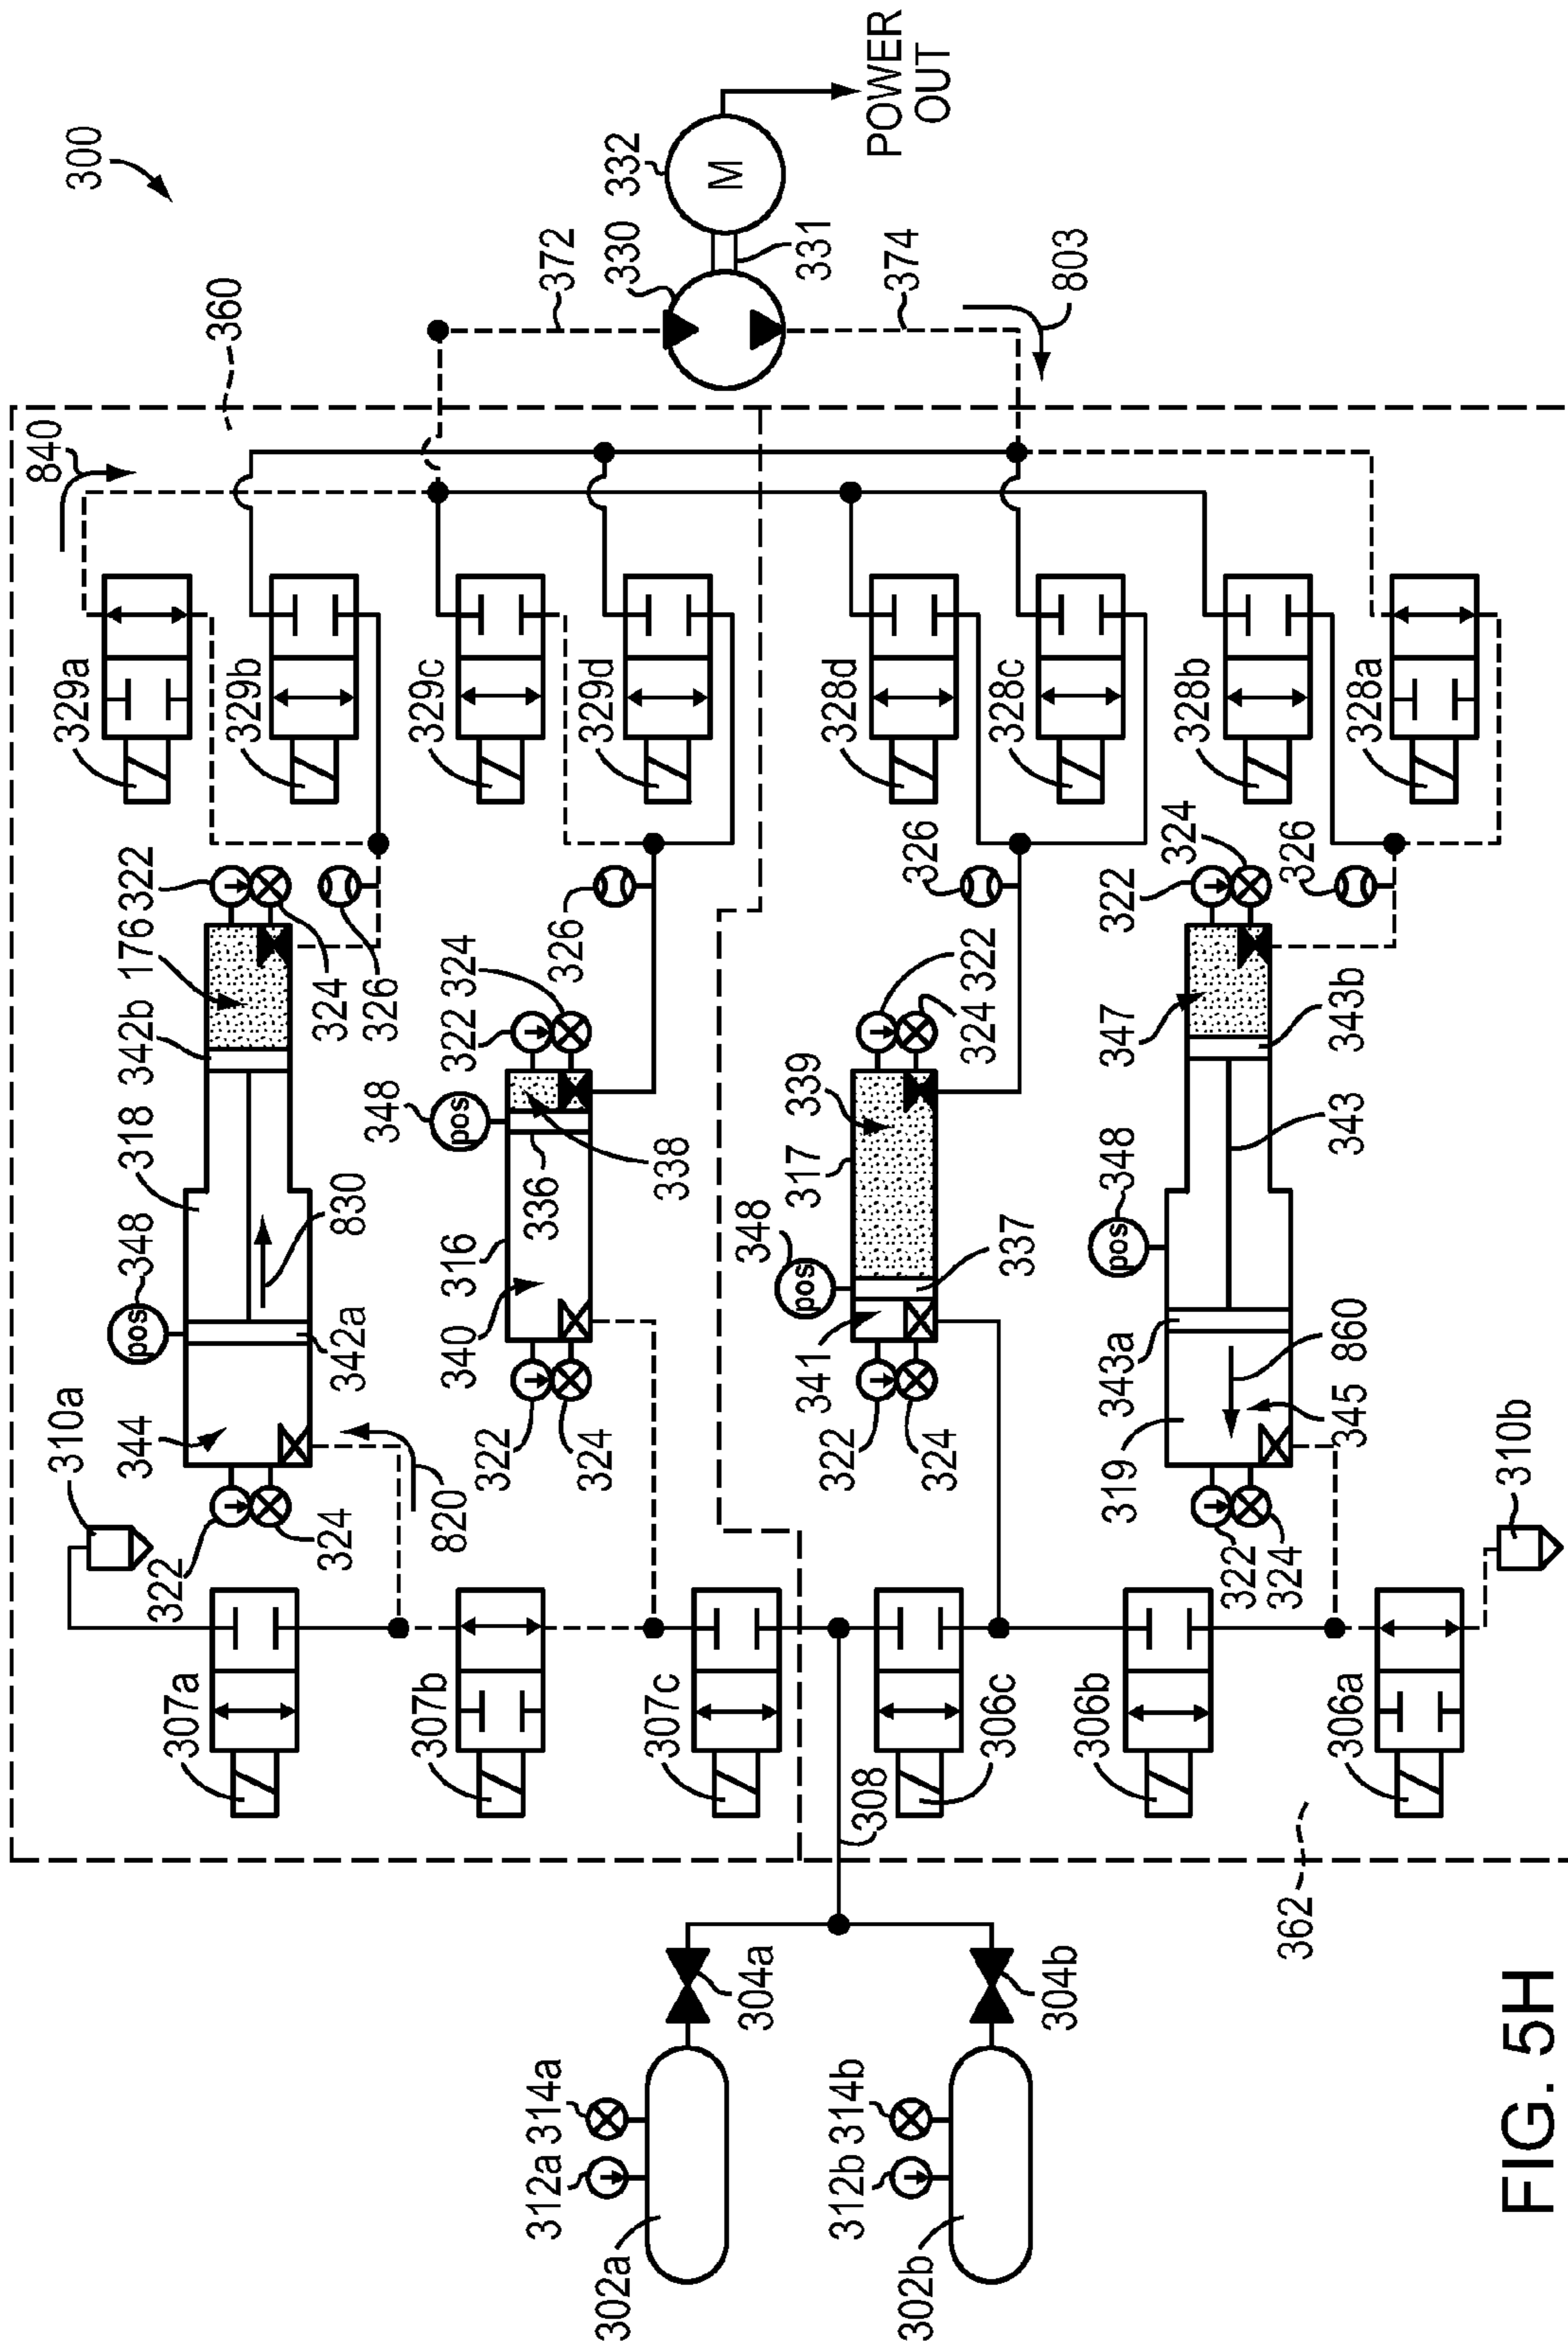 300
840
360
329a
329b
329c
329d
328d
328c
328b
328a
372
330
332
M
331
374
803
POWER
OUT
310a
344
pos
348
318
342b
176
322
324
326
830
342a
322
324
820
307a
307b
307c
340
316
336
338
348
pos
322
324
326
322
324
341
348
pos
317
339
322
324
326
337
322
324
308
306c
306b
306a
319
343a
pos
348
343
347
322
324
326
343b
860
345
322
324
310b
362
304a
304b
312a
314a
302a
312b
314b
302b
FIG. 5H